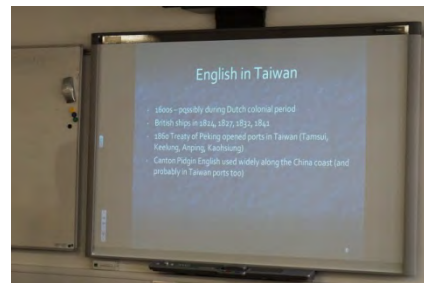 English in Taiwan
1600s – possibly during Dutch colonial period
British ships in 1824, 1827, 1832, 1841
1860 Treaty of Peking opened ports in Taiwan (Tamsui,
Keelung, Anping, Kaohsiung)
Canton Pidgin English used widely along the China coast (and
probably in Taiwan ports too)